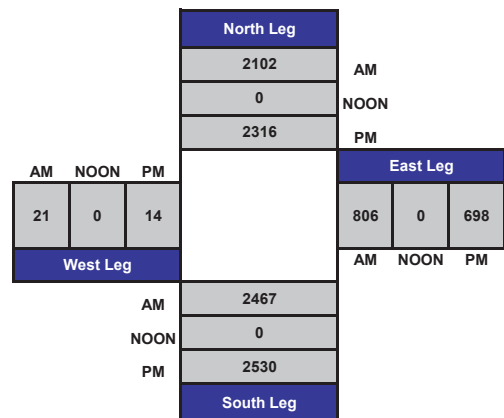 North Leg
2102 AM
0 NOON
2316 PM
AM NOON PM
East Leg
21 0 14
806 0 698
West Leg
AM NOON PM
AM 2467
NOON 0
PM 2530
South Leg